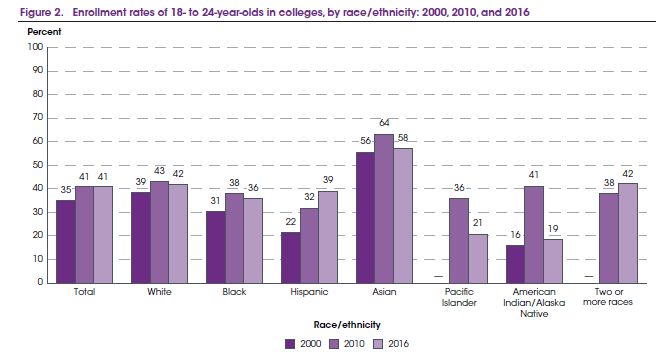 Figure 2. Enrollment rates of 18- to 24-year-olds in colleges, by race/ethnicity: 2000, 2010, and 2016
Percent
100
90
80
70
60
50
40
30
20
10
0
35 41 41
39 43 42
31 38 36
22 32 39
56 64 58
— 36 21
16 41 19
— 38 42
Total White Black Hispanic Asian Pacific American Two or
Islander Indian/Alaska more races
Native
Race/ethnicity
2000 2010 2016